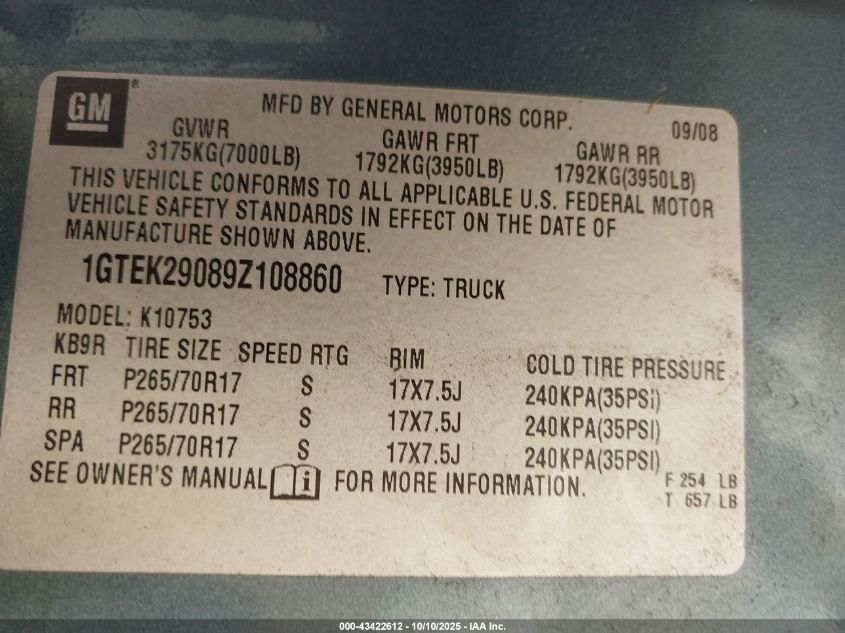 GM ®
MFD BY GENERAL MOTORS CORP.
09/08
GVWR GAWR FRT GAWR RR
3175KG(7000LB) 1792KG(3950LB) 1792KG(3950LB)
THIS VEHICLE CONFORMS TO ALL APPLICABLE U.S. FEDERAL MOTOR
VEHICLE SAFETY STANDARDS IN EFFECT ON THE DATE OF
MANUFACTURE SHOWN ABOVE.
1GTEK29089Z108860 TYPE: TRUCK
MODEL: K10753
KB9R TIRE SIZE SPEED RTG RIM COLD TIRE PRESSURE
FRT P265/70R17 S 17X7.5J 240KPA(35PSi)
RR P265/70R17 S 17X7.5J 240KPA(35PSI)
SPA P265/70R17 S 17X7.5J 240KPA(35PSI)
SEE OWNER'S MANUAL i FOR MORE INFORMATION.
F 254 LB
T 657 LB
000-43422612 - 10/10/2025 - IAA Inc.